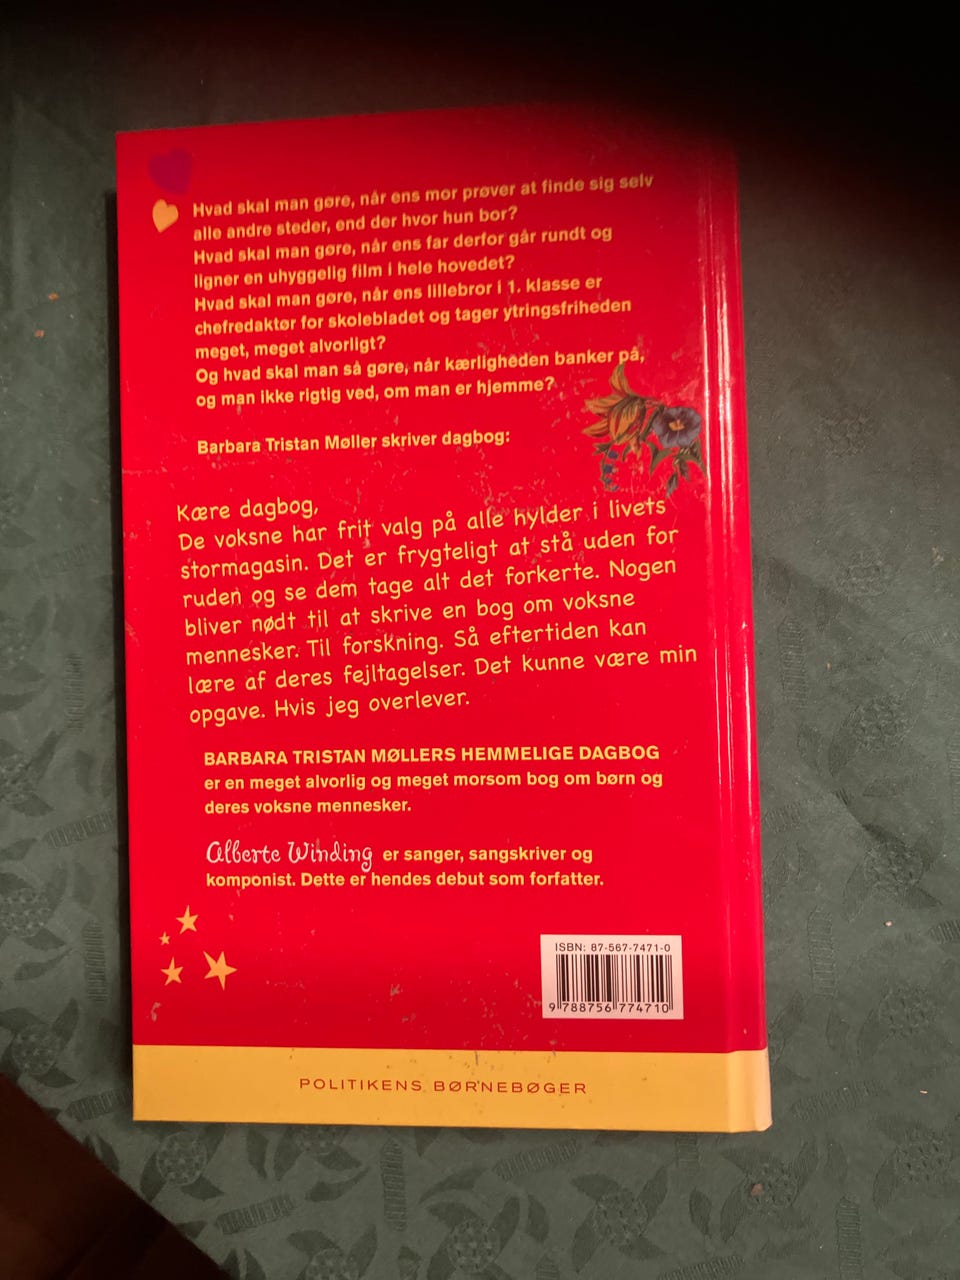 Hvad skal man gøre, når ens mor prøver at finde sig selv
alle andre steder, end der hvor hun bor?
Hvad skal man gøre, når ens far derfor går rundt og
ligner en uhyggelig film i hele hovedet?
Hvad skal man gøre, når ens lillebror i 1. klasse er
chefredaktør for skolebladet og tager ytringsfriheden
meget, meget alvorligt?
Og hvad skal man så gøre, når kærligheden banker på,
og man ikke rigtig ved, om man er hjemme?
Barbara Tristan Møller skriver dagbog:
Kære dagbog,
De voksne har frit valg på alle hylder i livets
stormagasin. Det er frygteligt at stå uden for
ruden og se dem tage alt det forkerte. Nogen
bliver nødt til at skrive en bog om voksne
mennesker. Til forskning. Så eftertiden kan
lære af deres fejltagelser. Det kunne være min
opgave. Hvis jeg overlever.
BARBARA TRISTAN MØLLERS HEMMELIGE DAGBOG
er en meget alvorlig og meget morsom bog om børn og
deres voksne mennesker.
Alberte Winding er sanger, sangskriver og
komponist. Dette er hendes debut som forfatter.
ISBN: 87-567-7471-0
9 788756 774710
POLITIKENS BØRNEBØGER